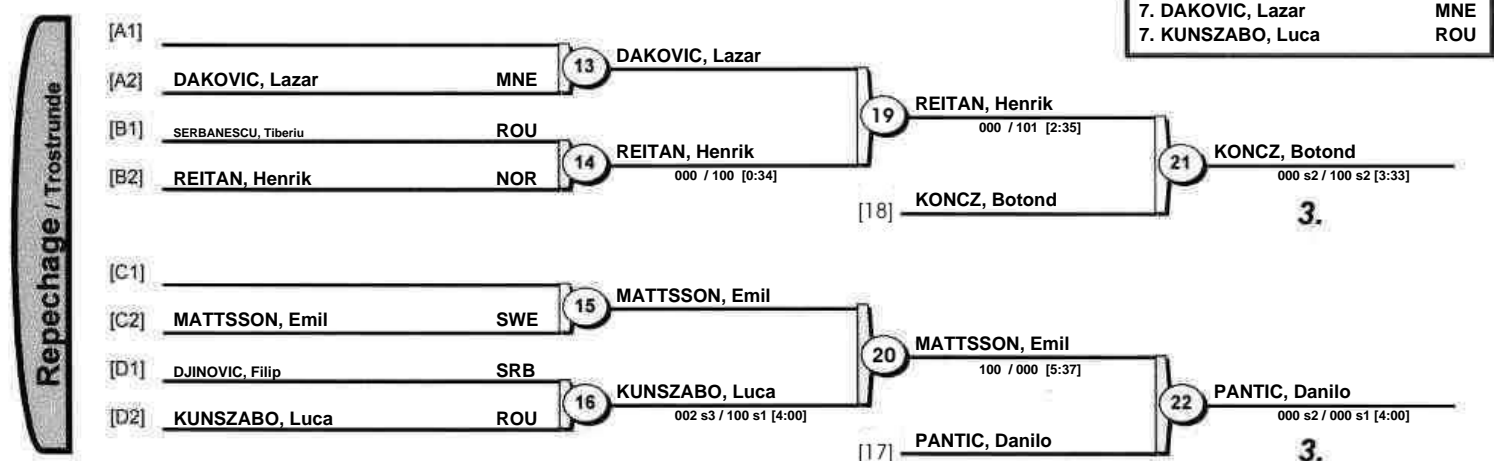 7. DAKOVIC, Lazar MNE
7. KUNSZABO, Luca ROU
Repechage / Trostrunde
[A1]
[A2] DAKOVIC, Lazar MNE
13 DAKOVIC, Lazar
[B1] SERBANESCU, Tiberiu ROU
[B2] REITAN, Henrik NOR
14 REITAN, Henrik
000 / 100 [0:34]
19 REITAN, Henrik
000 / 101 [2:35]
[18] KONCZ, Botond
21 KONCZ, Botond
000 s2 / 100 s2 [3:33]
3.
[C1]
[C2] MATTSSON, Emil SWE
15 MATTSSON, Emil
[D1] DJINOVIC, Filip SRB
[D2] KUNSZABO, Luca ROU
16 KUNSZABO, Luca
002 s3 / 100 s1 [4:00]
20 MATTSSON, Emil
100 / 000 [5:37]
[17] PANTIC, Danilo
22 PANTIC, Danilo
000 s2 / 000 s1 [4:00]
3.